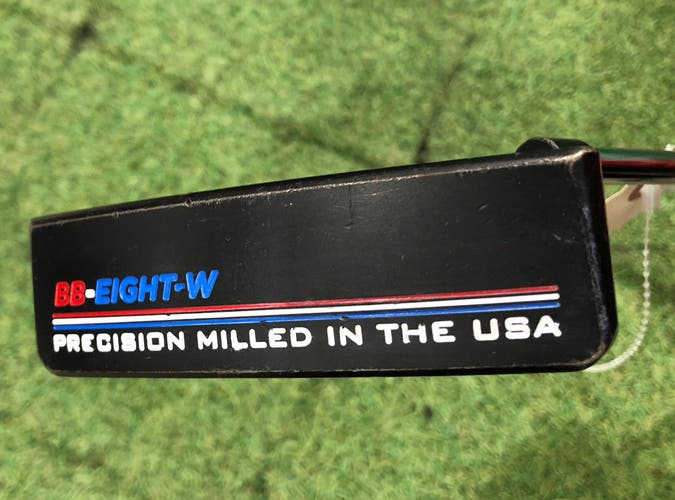 BB-EIGHT-W
PRECISION MILLED IN THE USA